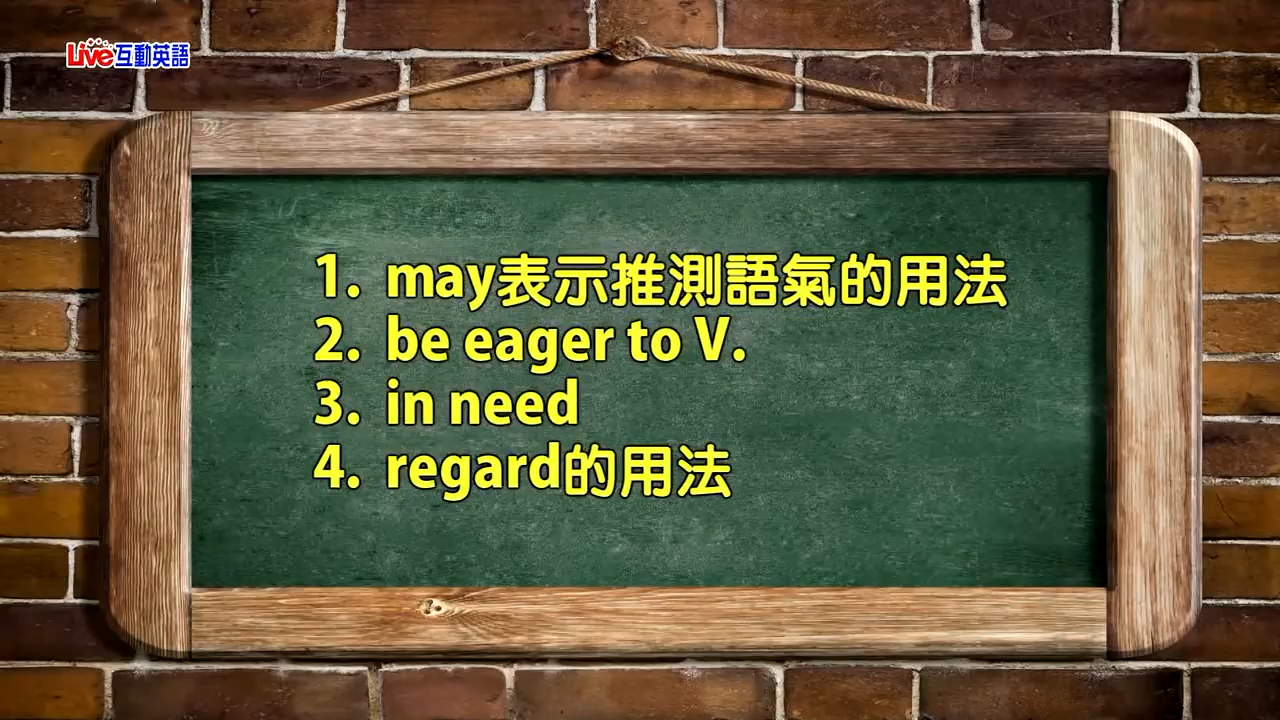 Live互動英語
1. may表示推測語氣的用法
2. be eager to V.
3. in need
4. regard的用法